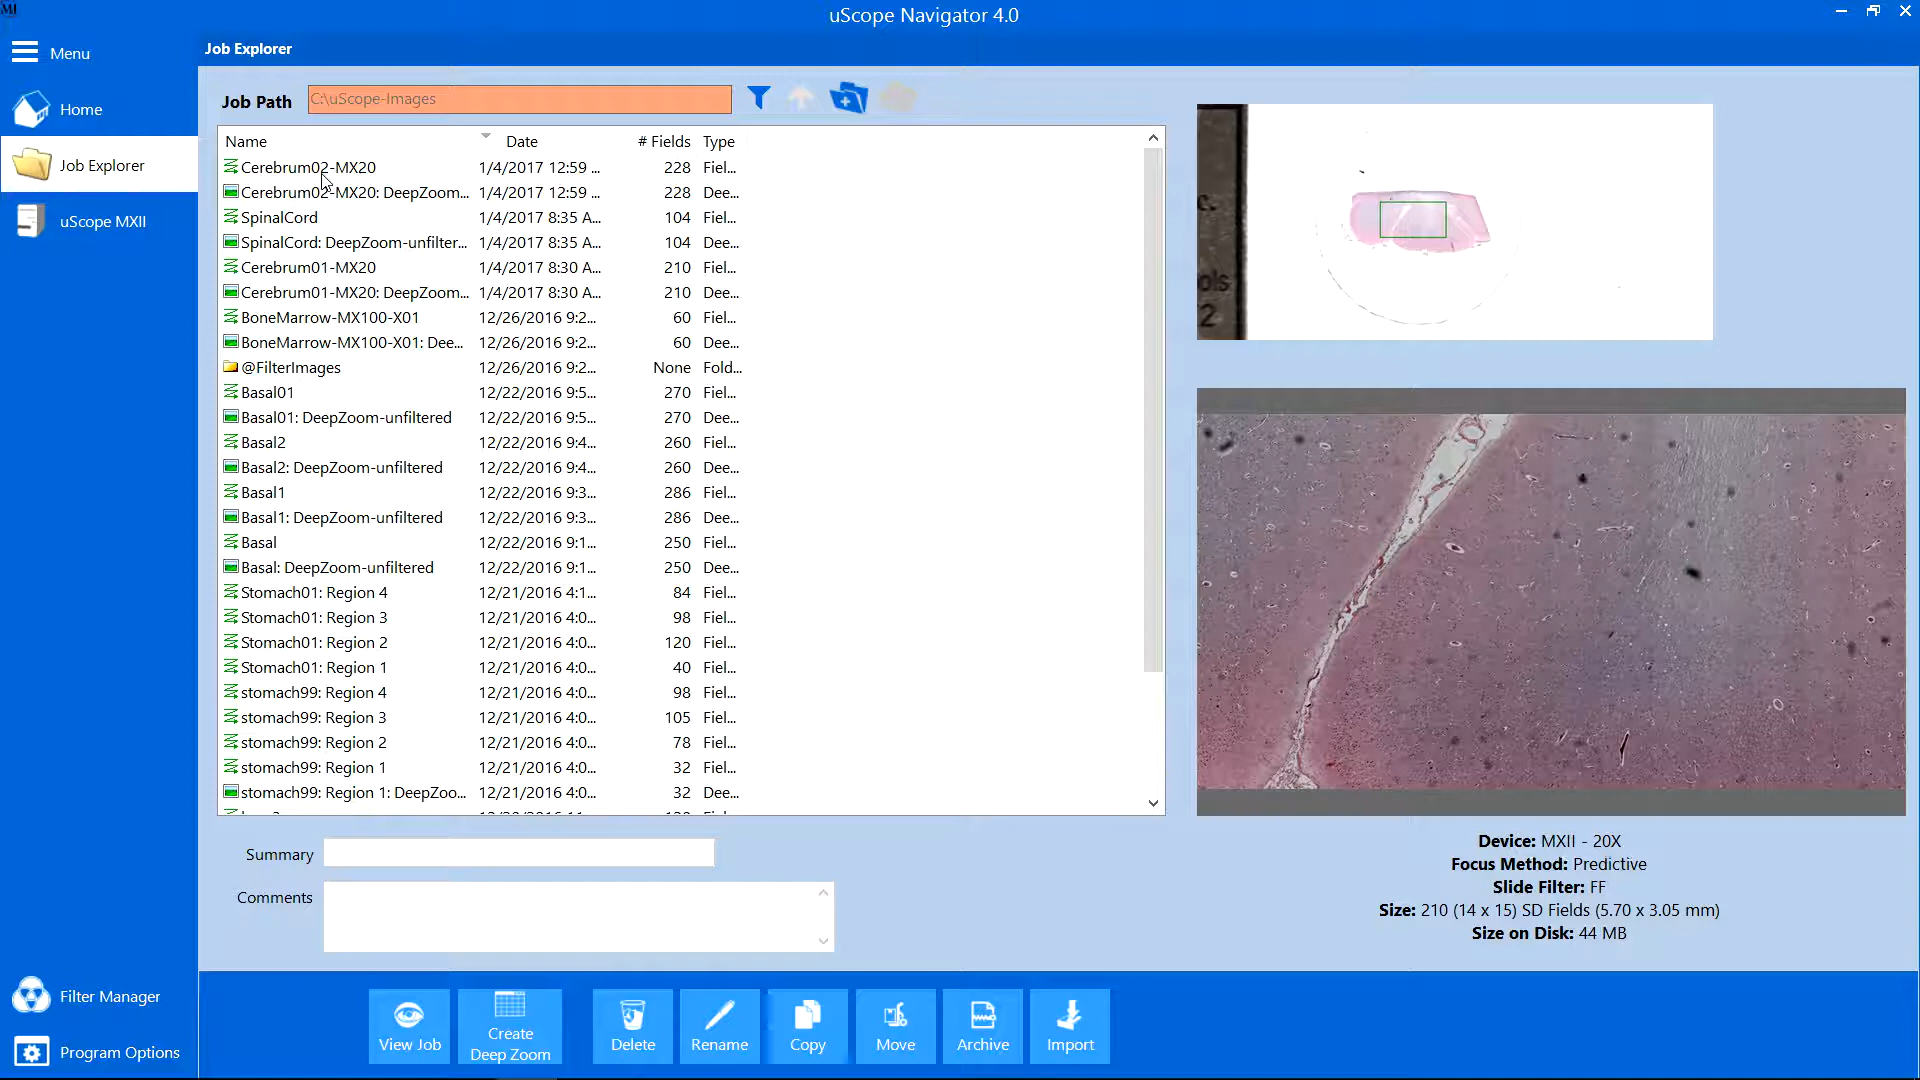 uScope Navigator 4.0
Menu
Job Explorer
Home
Job Explorer
uScope MXII
Job Path C:\uScope-Images
Name Date # Fields Type
Cerebrum02-MX20 1/4/2017 12:59 ... 228 Fiel...
Cerebrum02-MX20: DeepZoom... 1/4/2017 12:59 ... 228 Dee...
SpinalCord 1/4/2017 8:35 A... 104 Fiel...
SpinalCord: DeepZoom-unfilter... 1/4/2017 8:35 A... 104 Dee...
Cerebrum01-MX20 1/4/2017 8:30 A... 210 Fiel...
Cerebrum01-MX20: DeepZoom... 1/4/2017 8:30 A... 210 Dee...
BoneMarrow-MX100-X01 12/26/2016 9:2... 60 Fiel...
BoneMarrow-MX100-X01: Dee... 12/26/2016 9:2... 60 Dee...
@FilterImages 12/26/2016 9:2... None Fold...
Basal01 12/22/2016 9:5... 270 Fiel...
Basal01: DeepZoom-unfiltered 12/22/2016 9:5... 270 Dee...
Basal2 12/22/2016 9:4... 260 Fiel...
Basal2: DeepZoom-unfiltered 12/22/2016 9:4... 260 Dee...
Basal1 12/22/2016 9:3... 286 Fiel...
Basal1: DeepZoom-unfiltered 12/22/2016 9:3... 286 Dee...
Basal 12/22/2016 9:1... 250 Fiel...
Basal: DeepZoom-unfiltered 12/22/2016 9:1... 250 Dee...
Stomach01: Region 4 12/21/2016 4:1... 84 Fiel...
Stomach01: Region 3 12/21/2016 4:0... 98 Fiel...
Stomach01: Region 2 12/21/2016 4:0... 120 Fiel...
Stomach01: Region 1 12/21/2016 4:0... 40 Fiel...
stomach99: Region 4 12/21/2016 4:0... 98 Fiel...
stomach99: Region 3 12/21/2016 4:0... 105 Fiel...
stomach99: Region 2 12/21/2016 4:0... 78 Fiel...
stomach99: Region 1 12/21/2016 4:0... 32 Fiel...
stomach99: Region 1: DeepZoo... 12/21/2016 4:0... 32 Dee...
Summary
Comments
Device: MXII - 20X
Focus Method: Predictive
Slide Filter: FF
Size: 210 (14 x 15) SD Fields (5.70 x 3.05 mm)
Size on Disk: 44 MB
Filter Manager
Program Options
View Job
Create Deep Zoom
Delete
Rename
Copy
Move
Archive
Import